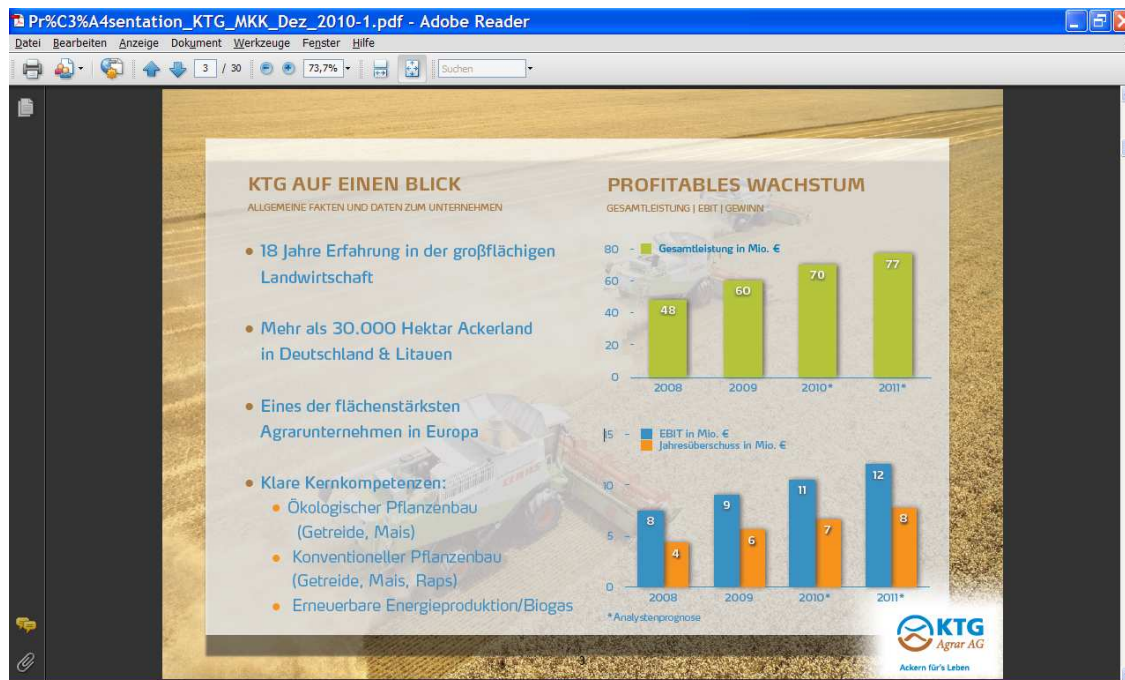 Pr%C3%A4sentation_KTG_MKK_Dez_2010-1.pdf - Adobe Reader
Datei Bearbeiten Anzeige Dokument Werkzeuge Fenster Hilfe
3 / 30 73,7% Suchen
KTG AUF EINEN BLICK
ALLGEMEINE FAKTEN UND DATEN ZUM UNTERNEHMEN
• 18 Jahre Erfahrung in der großflächigen
Landwirtschaft
• Mehr als 30.000 Hektar Ackerland
in Deutschland & Litauen
• Eines der flächenstärksten
Agrarunternehmen in Europa
• Klare Kernkompetenzen:
• Ökologischer Pflanzenbau
(Getreide, Mais)
• Konventioneller Pflanzenbau
(Getreide, Mais, Raps)
• Erneuerbare Energieproduktion/Biogas
PROFITABLES WACHSTUM
GESAMTLEISTUNG | EBIT | GEWINN
80 - Gesamtleistung in Mio. €
60 -
40 -
20 -
0
48 60 70 77
2008 2009 2010* 2011*
15 - EBIT in Mio. €
Jahresüberschuss in Mio. €
10 -
5 -
0
8 4 9 6 11 7 12 8
2008 2009 2010* 2011*
*Analystenprognose
KTG
Agrar AG
Ackern für's Leben
3